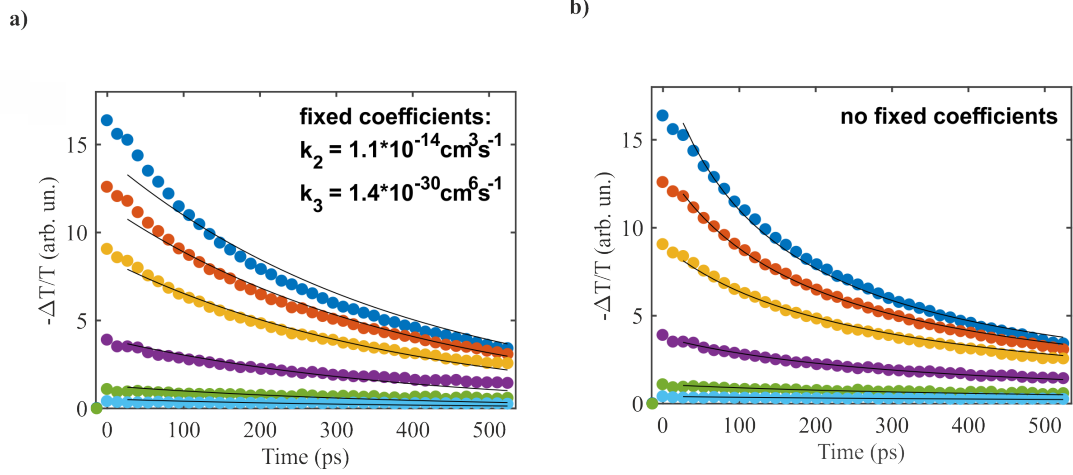 a)
fixed coefficients:
k2 = 1.1*10-14cm3s-1
k3 = 1.4*10-30cm6s-1
15
10
5
0
-ΔT/T (arb. un.)
0 100 200 300 400 500
Time (ps)
b)
no fixed coefficients
15
10
5
0
-ΔT/T (arb. un.)
0 100 200 300 400 500
Time (ps)